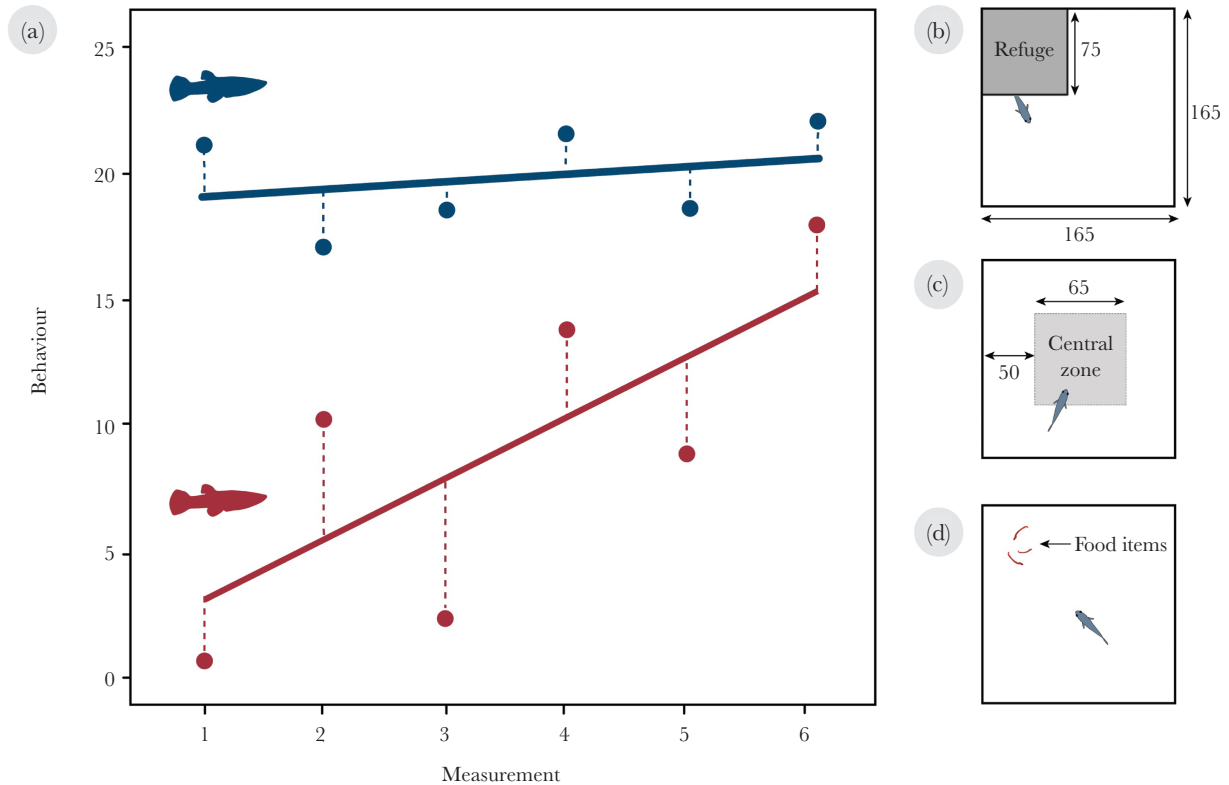 (a)
25
20
15
10
5
0
Behaviour
1 2 3 4 5 6
Measurement
(b)
Refuge
75
165
165
(c)
65
50
Central
zone
(d)
Food items